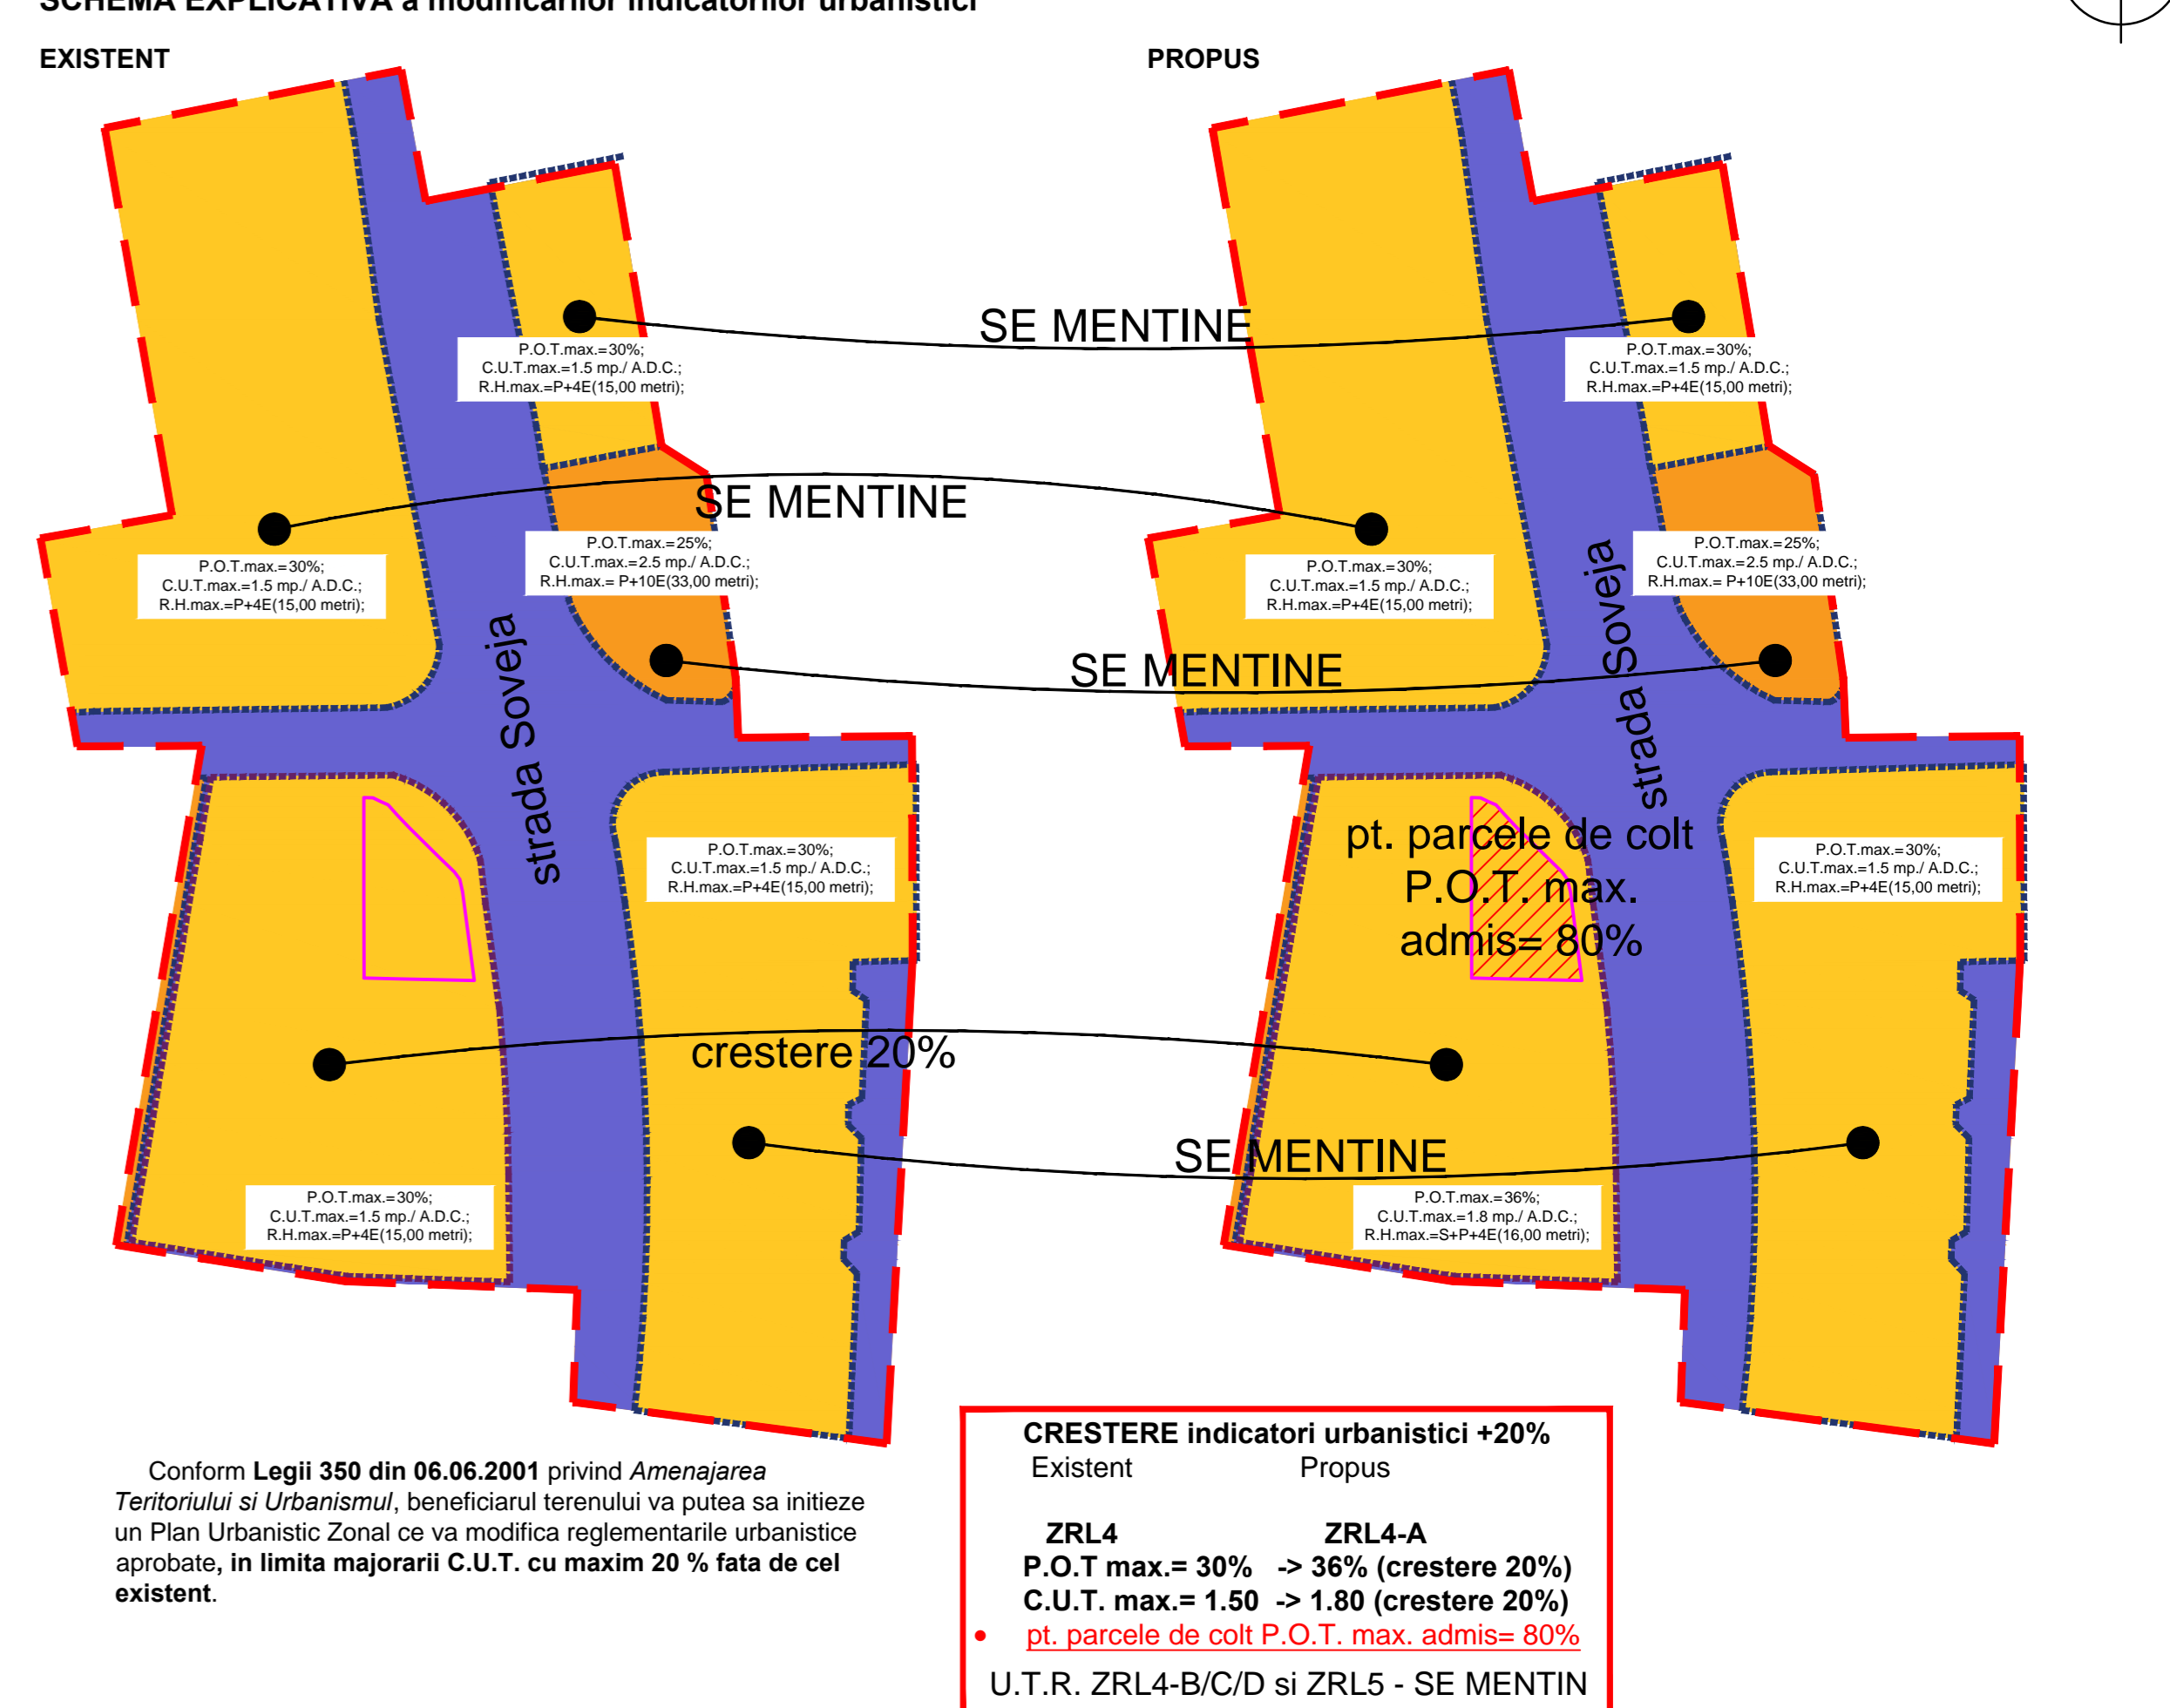 SCHEMA EXPLICATIVA a modificarilor indicatorilor urbanistici
EXISTENT
PROPUS
SE MENTINE
P.O.T.max.=30%;
C.U.T.max.=1.5 mp./ A.D.C.;
R.H.max.=P+4E(15,00 metri);
P.O.T.max.=30%;
C.U.T.max.=1.5 mp./ A.D.C.;
R.H.max.=P+4E(15,00 metri);
SE MENTINE
P.O.T.max.=30%;
C.U.T.max.=1.5 mp./ A.D.C.;
R.H.max.=P+4E(15,00 metri);
P.O.T.max.=25%;
C.U.T.max.=2.5 mp./ A.D.C.;
R.H.max.= P+10E(33,00 metri);
P.O.T.max.=30%;
C.U.T.max.=1.5 mp./ A.D.C.;
R.H.max.=P+4E(15,00 metri);
P.O.T.max.=25%;
C.U.T.max.=2.5 mp./ A.D.C.;
R.H.max.= P+10E(33,00 metri);
strada Soveja
SE MENTINE
strada Soveja
P.O.T.max.=30%;
C.U.T.max.=1.5 mp./ A.D.C.;
R.H.max.=P+4E(15,00 metri);
pt. parcele de colt
P.O.T. max.
admis= 80%
P.O.T.max.=30%;
C.U.T.max.=1.5 mp./ A.D.C.;
R.H.max.=P+4E(15,00 metri);
crestere 20%
SE MENTINE
P.O.T.max.=30%;
C.U.T.max.=1.5 mp./ A.D.C.;
R.H.max.=P+4E(15,00 metri);
P.O.T.max.=36%;
C.U.T.max.=1.8 mp./ A.D.C.;
R.H.max.=S+P+4E(16,00 metri);
Conform Legii 350 din 06.06.2001 privind Amenajarea
Teritoriului si Urbanismul, beneficiarul terenului va putea sa initieze
un Plan Urbanistic Zonal ce va modifica reglementarile urbanistice
aprobate, in limita majorarii C.U.T. cu maxim 20 % fata de cel
existent.
CRESTERE indicatori urbanistici +20%
Existent Propus
ZRL4 ZRL4-A
P.O.T max.= 30% -> 36% (crestere 20%)
C.U.T. max.= 1.50 -> 1.80 (crestere 20%)
• pt. parcele de colt P.O.T. max. admis= 80%
U.T.R. ZRL4-B/C/D si ZRL5 - SE MENTIN